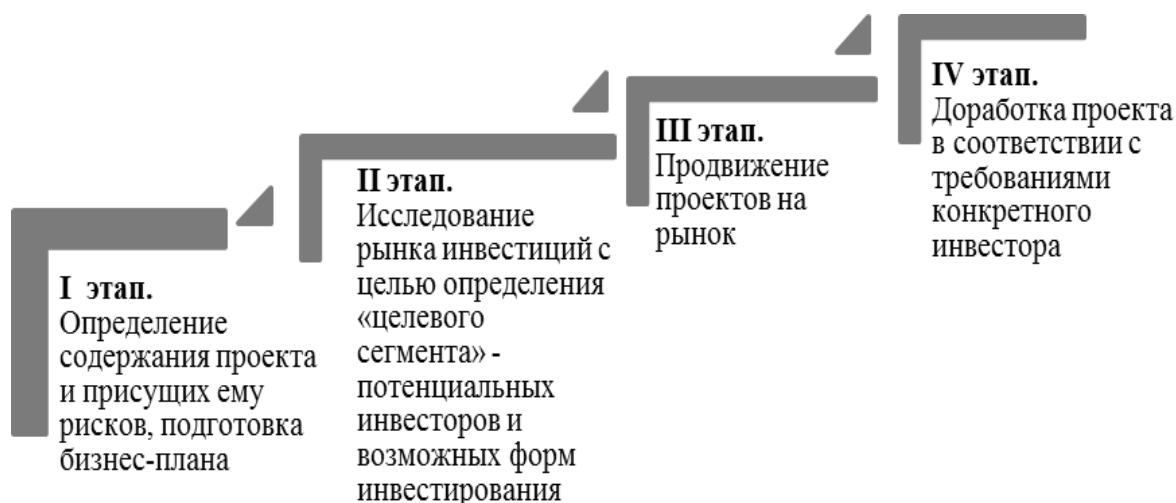 I этап.
Определение
содержания проекта
и присущих ему
рисков, подготовка
бизнес-плана
II этап.
Исследование
рынка инвестиций с
целью определения
«целевого
сегмента» -
потенциальных
инвесторов и
возможных форм
инвестирования
III этап.
Продвижение
проектов на
рынок
IV этап.
Доработка проекта
в соответствии с
требованиями
конкретного
инвестора